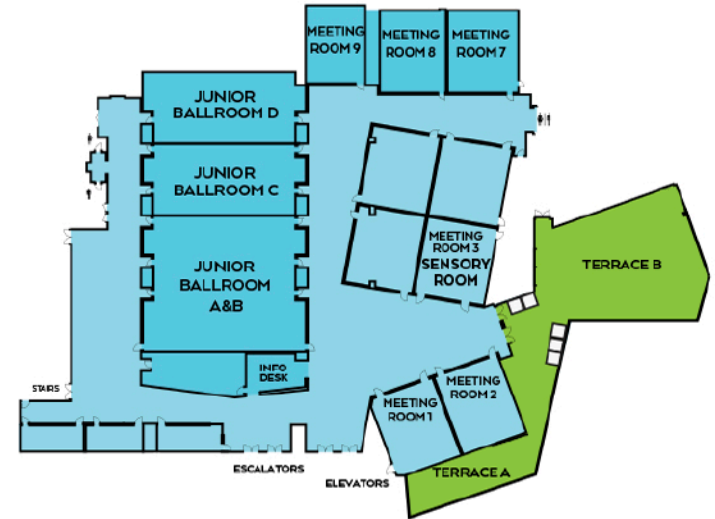 MEETING
ROOM 9
MEETING
ROOM 8
MEETING
ROOM 7
JUNIOR
BALLROOM D
JUNIOR
BALLROOM C
MEETING
ROOM 3
SENSORY
ROOM
TERRACE B
JUNIOR
BALLROOM
A&B
INFO
DESK
STAIRS
MEETING
ROOM 1
MEETING
ROOM 2
ESCALATORS
ELEVATORS
TERRACE A